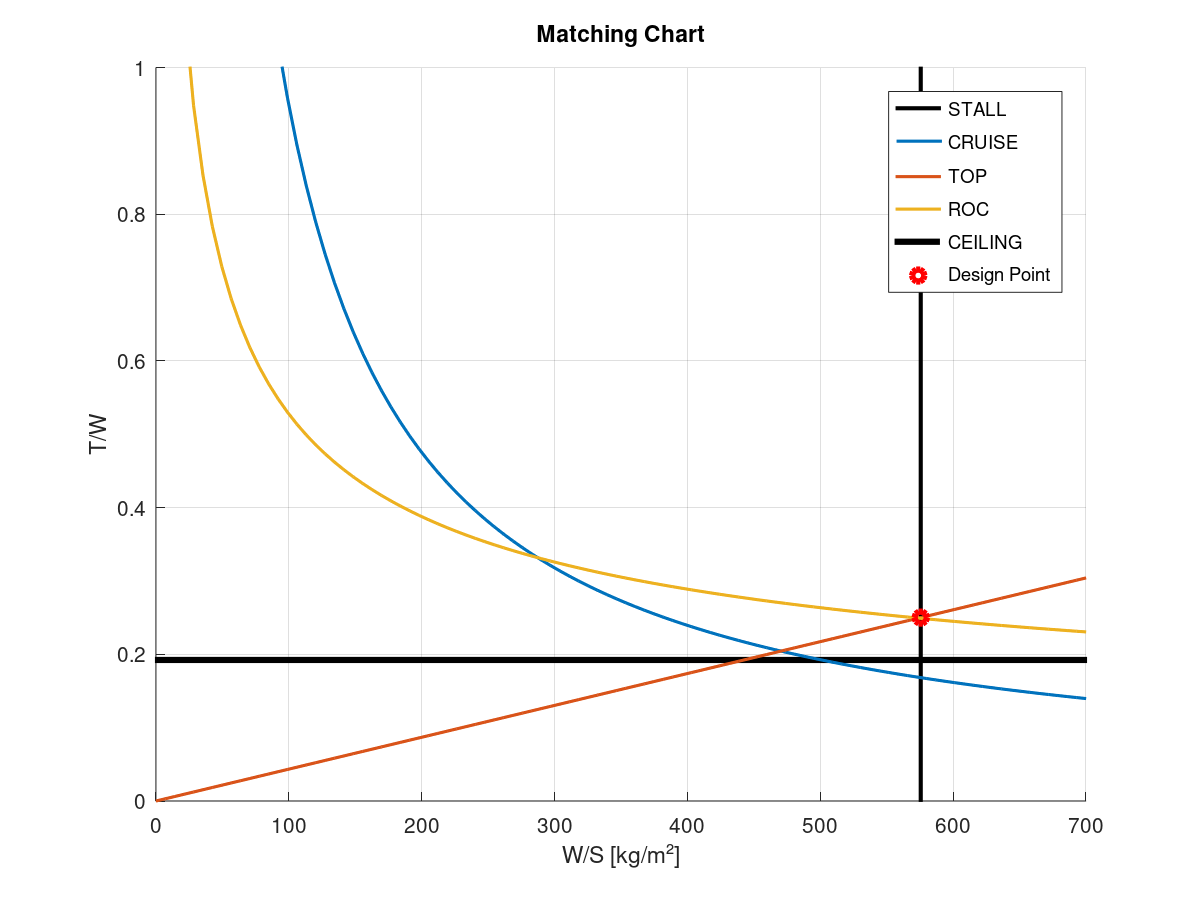 Matching Chart
1
0.8
0.6
0.4
0.2
0
T/W
STALL
CRUISE
TOP
ROC
CEILING
Design Point
0 100 200 300 400 500 600 700
W/S [kg/m²]